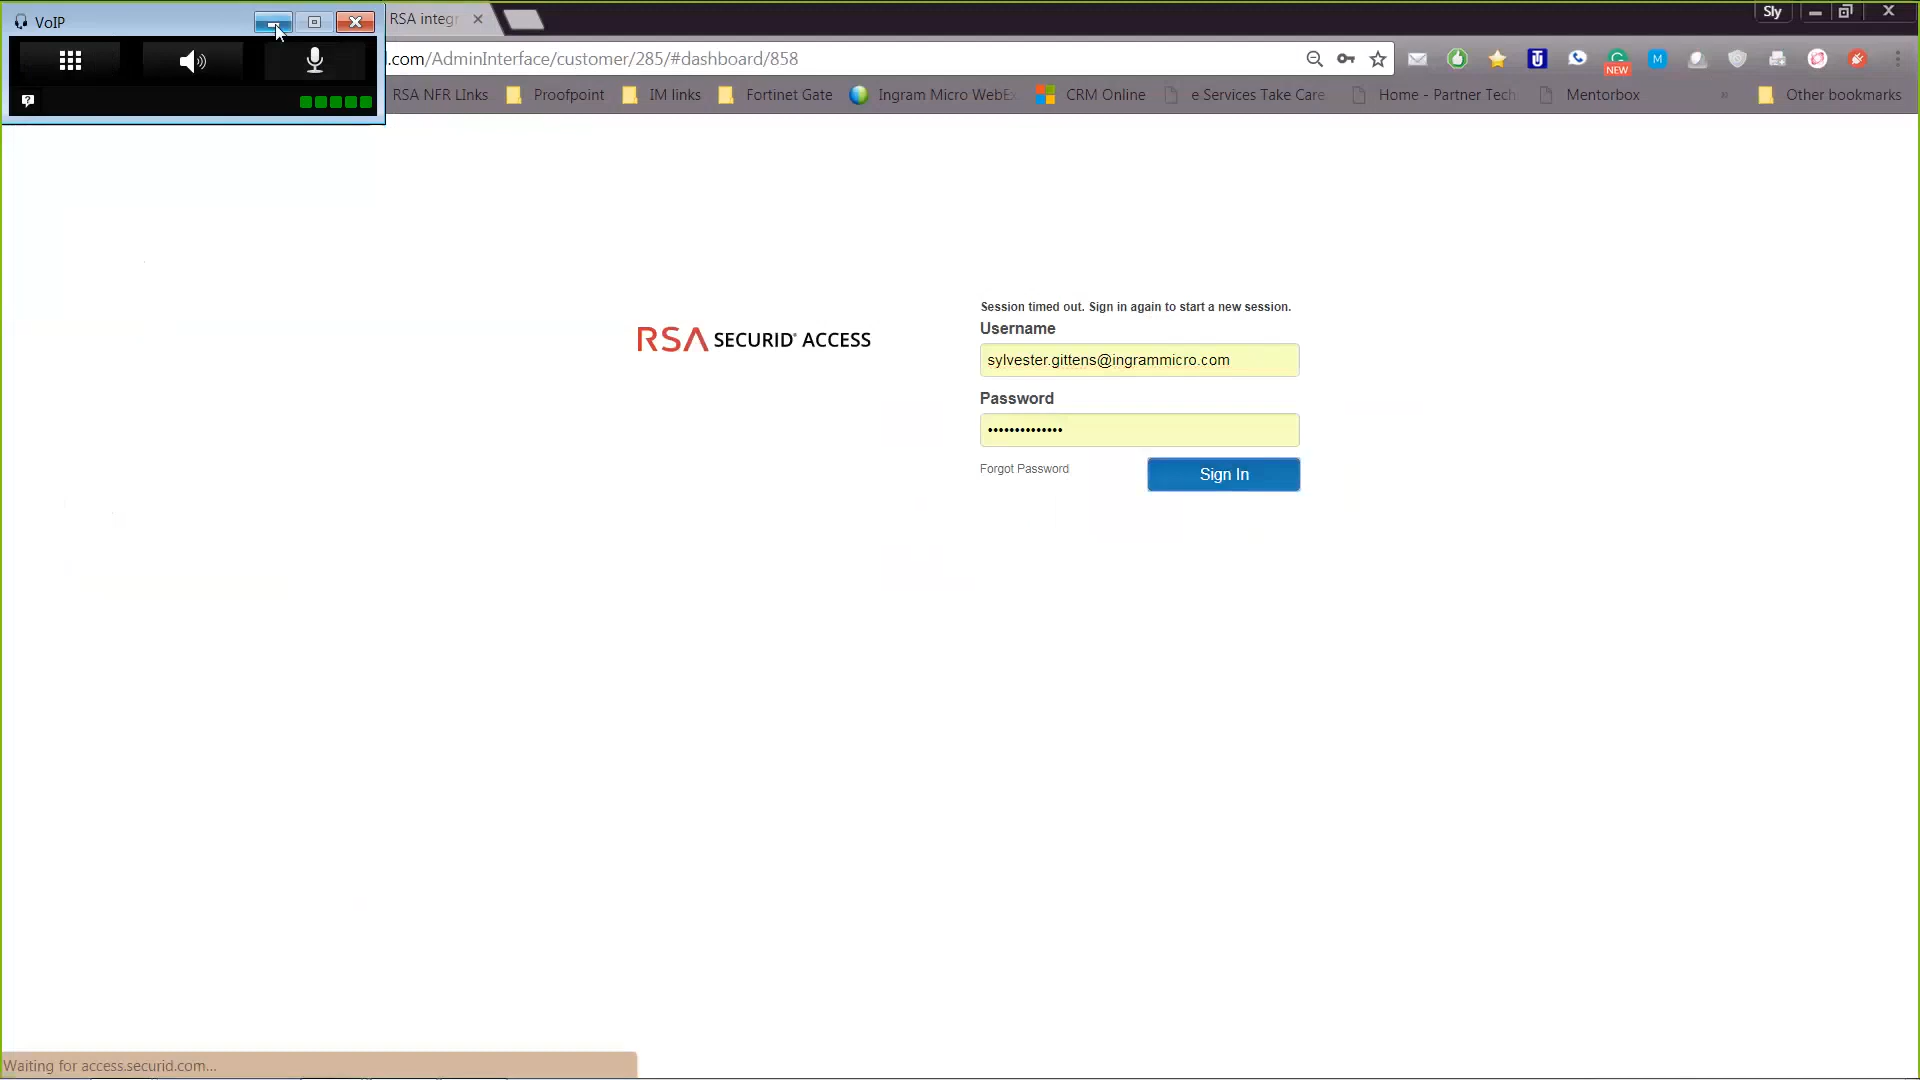 VoIP
RSA integ
Sly
.com/AdminInterface/customer/285/#dashboard/858
NEW
M
RSA NFR LInks
Proofpoint
IM links
Fortinet Gate
Ingram Micro WebEx
CRM Online
e Services Take Care
Home - Partner Tech
Mentorbox
»
Other bookmarks
Session timed out. Sign in again to start a new session.
RSA SECURID® ACCESS
Username
sylvester.gittens@ingrammicro.com
Password
••••••••••••••
Forgot Password
Sign In
Waiting for access.securid.com...